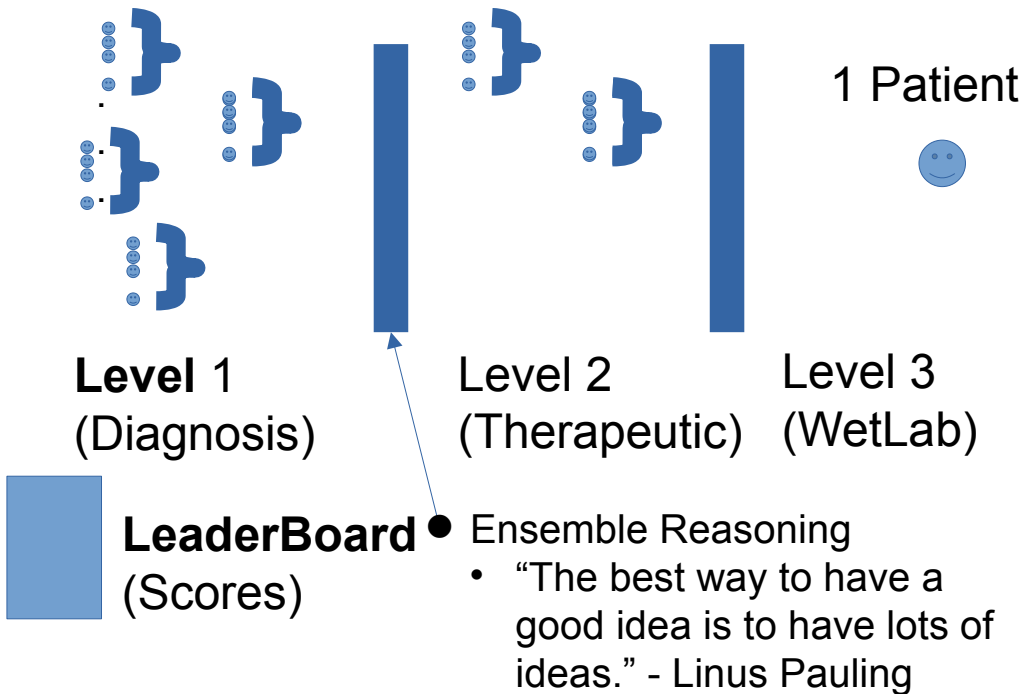 1 Patient
Level 1
(Diagnosis)
Level 2
(Therapeutic)
Level 3
(WetLab)
LeaderBoard
(Scores)
● Ensemble Reasoning
• “The best way to have a
good idea is to have lots of
ideas.” - Linus Pauling